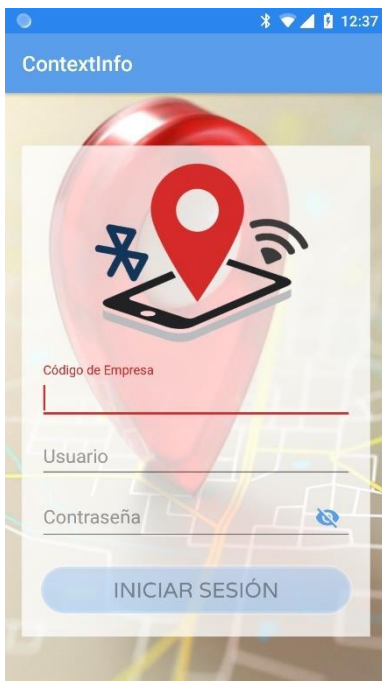 12:37
ContextInfo
Código de Empresa
Usuario
Contraseña
INICIAR SESIÓN